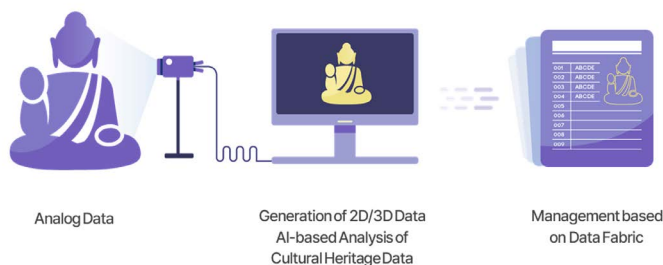 001 ABCDE
002 ABCDE
003 ABCDE
004 ABCDE
005
006
007
008
009
Analog Data
Generation of 2D/3D Data
AI-based Analysis of
Cultural Heritage Data
Management based
on Data Fabric